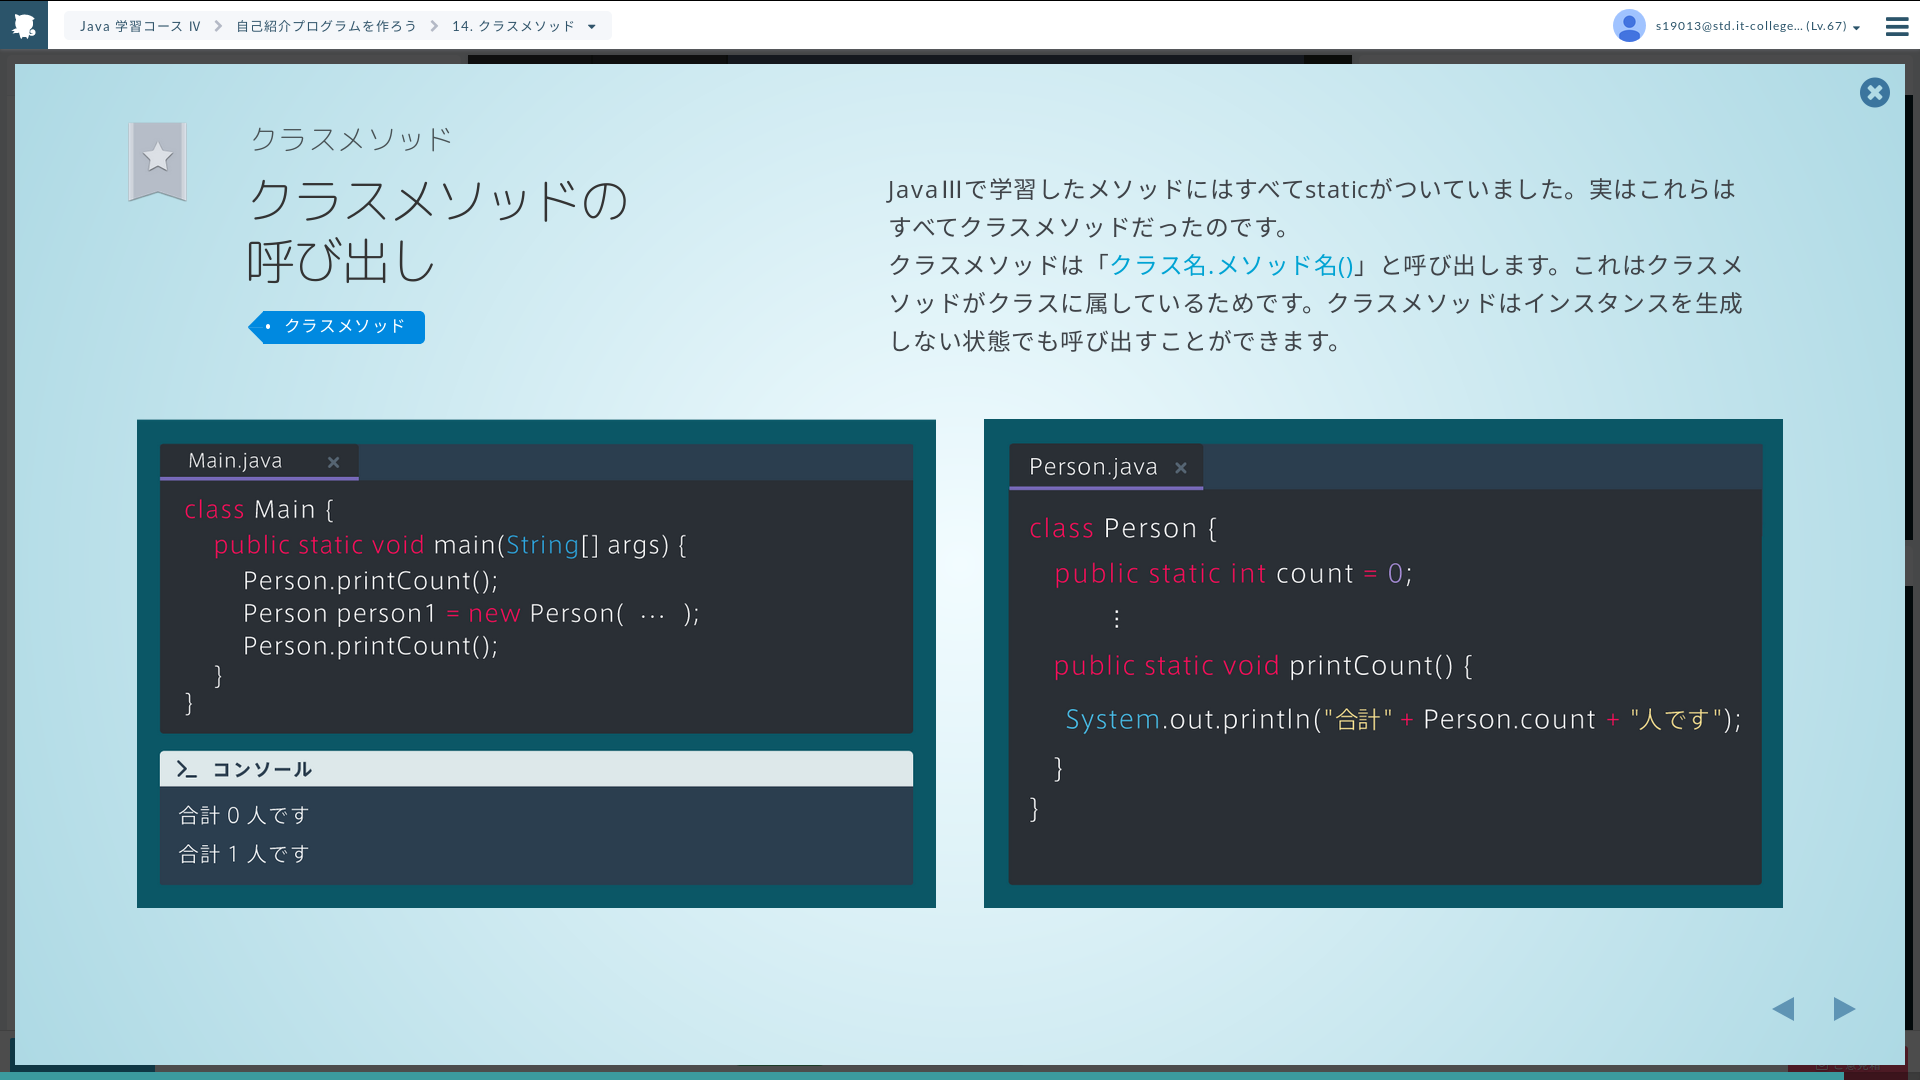 Java 学習コース Ⅳ
自己紹介プログラムを作ろう
14. クラスメソッド
s19013@std.it-college... (Lv.67)
クラスメソッド
クラスメソッドの
呼び出し
クラスメソッド
JavaⅢで学習したメソッドにはすべてstaticがついていました。実はこれらは
すべてクラスメソッドだったのです。
クラスメソッドは「クラス名.メソッド名()」と呼び出します。これはクラスメ
ソッドがクラスに属しているためです。クラスメソッドはインスタンスを生成
しない状態でも呼び出すことができます。
Main.java
class Main {
public static void main(String[] args) {
Person.printCount();
Person person1 = new Person( … );
Person.printCount();
}
}
コンソール
合計 0 人です
合計 1 人です
Person.java
class Person {
public static int count = 0;
⋮
public static void printCount() {
System.out.println("合計" + Person.count + "人です");
}
}